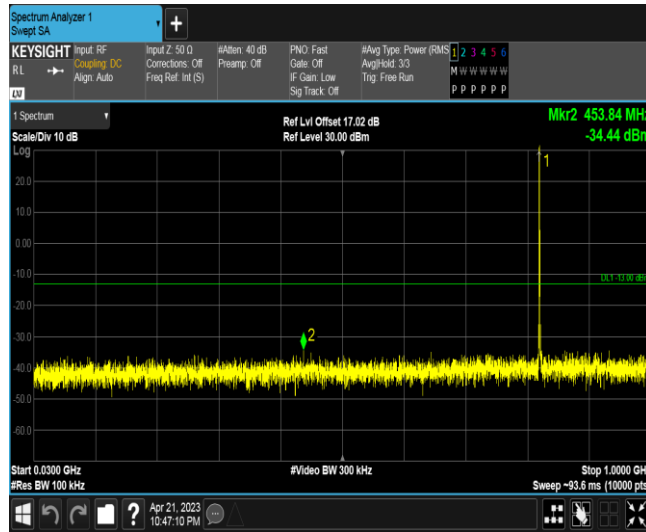 Spectrum Analyzer 1
Swept SA
+
KEYSIGHT
RL
LXI
Input: RF
Coupling: DC
Align: Auto
Input Z: 50 Ω
Corrections: Off
Freq Ref: Int (S)
#Atten: 40 dB
Preamp: Off
PNO: Fast
Gate: Off
IF Gain: Low
Sig Track: Off
#Avg Type: Power (RMS
Avg|Hold: 3/3
Trig: Free Run
1 2 3 4 5 6
M W W W W W
P P P P P P
1 Spectrum
Scale/Div 10 dB
Ref Lvl Offset 17.02 dB
Ref Level 30.00 dBm
Mkr2 453.84 MHz
-34.44 dBm
Log
1
20.0
10.0
0.00
-10.0
DL1 -13.00 dBm
-20.0
-30.0
2
-40.0
-50.0
-60.0
Start 0.0300 GHz
#Video BW 300 kHz
Stop 1.0000 GH
#Res BW 100 kHz
Sweep ~93.6 ms (10000 pts
?
Apr 21, 2023
10:47:10 PM